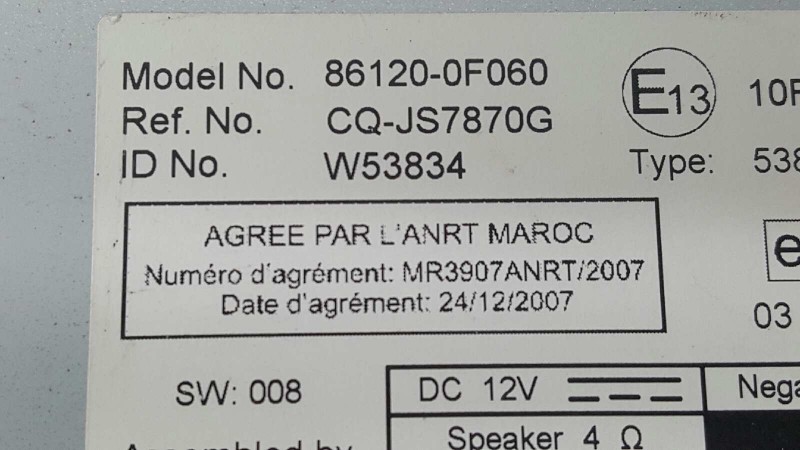 Model No. 86120-0F060
Ref. No. CQ-JS7870G
ID No. W53834
E13
Type:
AGREE PAR L'ANRT MAROC
Numéro d'agrément: MR3907ANRT/2007
Date d'agrément: 24/12/2007
e
03
SW: 008
DC 12V
Speaker 4 Ω